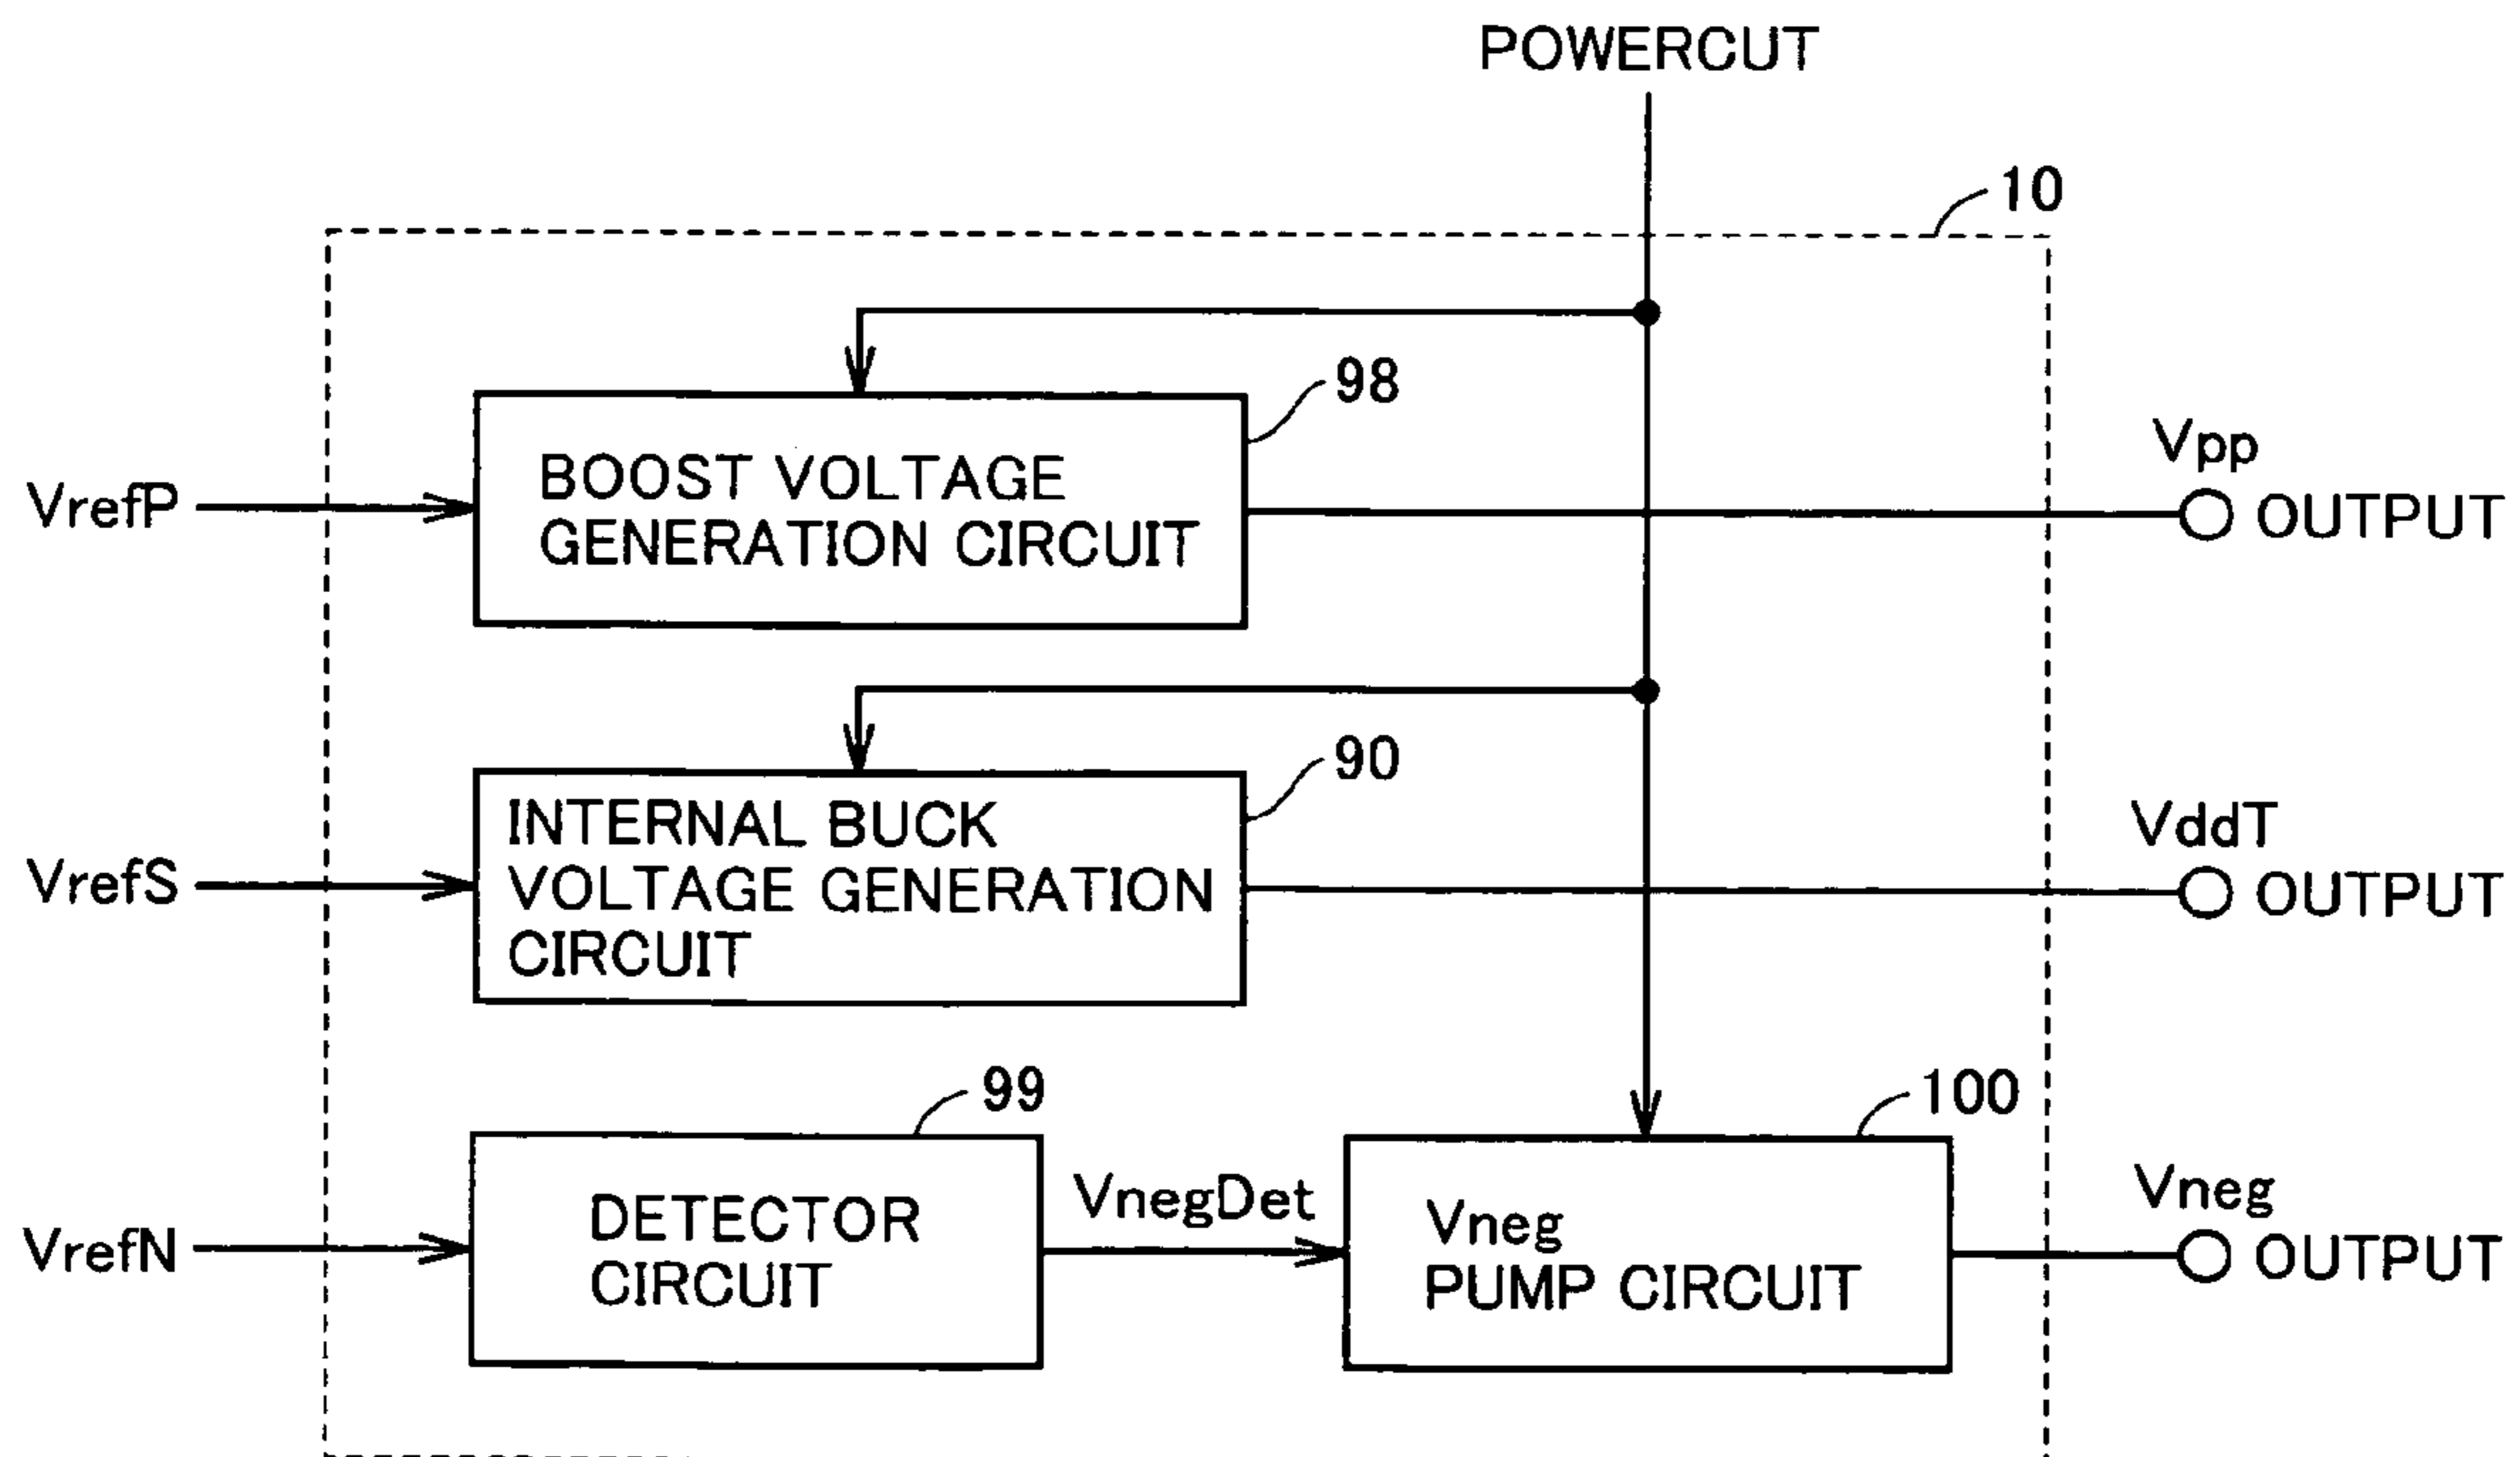 POWERCUT
10
98
Vpp
VrefP
BOOST VOLTAGE
GENERATION CIRCUIT
OUTPUT
90
VddT
VrefS
INTERNAL BUCK
VOLTAGE GENERATION
CIRCUIT
OUTPUT
99
100
VrefN
DETECTOR
CIRCUIT
VnegDet
Vneg
PUMP CIRCUIT
Vneg
OUTPUT